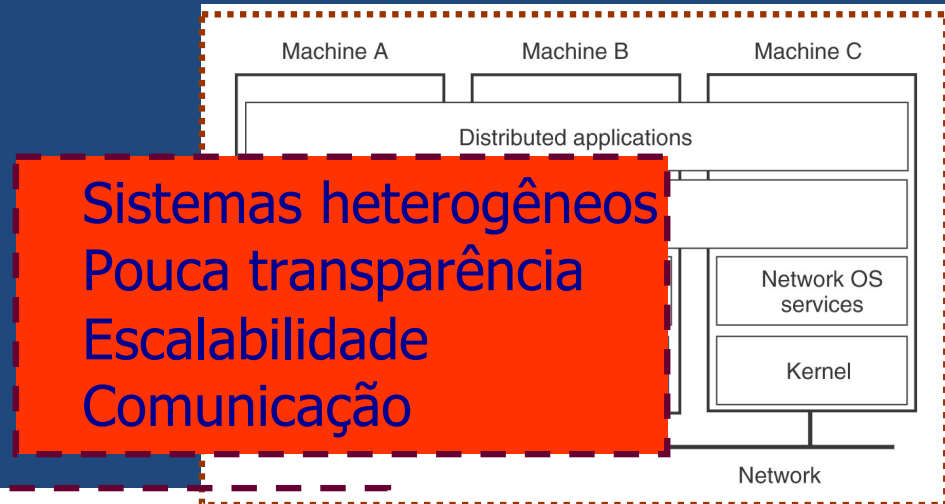 Machine A Machine B Machine C
Distributed applications
Sistemas heterogêneos
Pouca transparência
Escalabilidade
Comunicação
Network OS
services
Kernel
Network